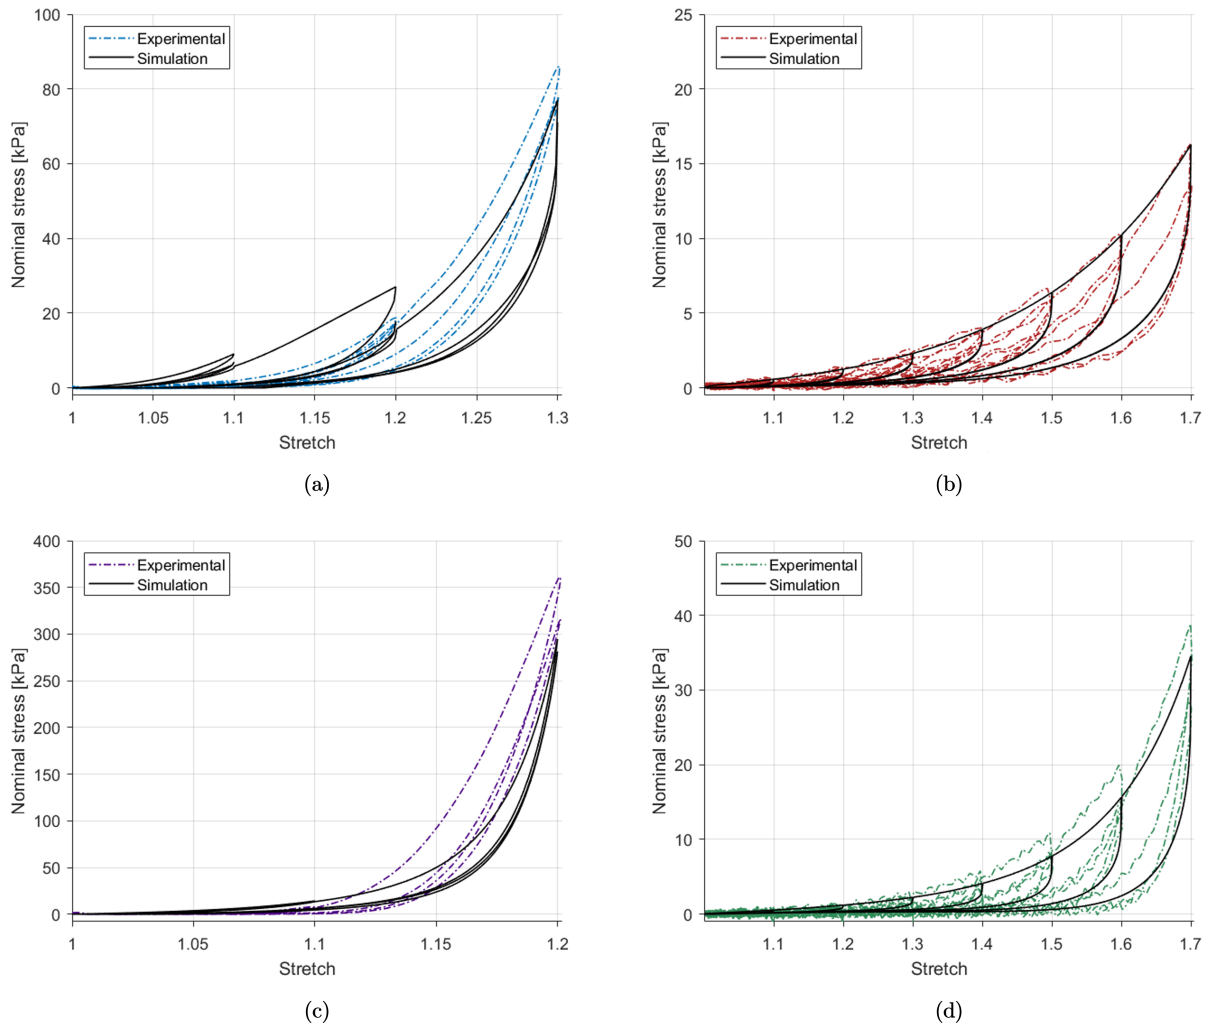 100
80
60
40
20
0
Nominal stress [kPa]
Experimental
Simulation
1
1.05
1.1
1.15
1.2
1.25
1.3
Stretch
(a)
25
20
15
10
5
0
Nominal stress [kPa]
Experimental
Simulation
1.1
1.2
1.3
1.4
1.5
1.6
1.7
Stretch
(b)
400
350
300
250
200
150
100
50
0
Nominal stress [kPa]
Experimental
Simulation
1
1.05
1.1
1.15
1.2
Stretch
(c)
50
40
30
20
10
0
Nominal stress [kPa]
Experimental
Simulation
1.1
1.2
1.3
1.4
1.5
1.6
1.7
Stretch
(d)